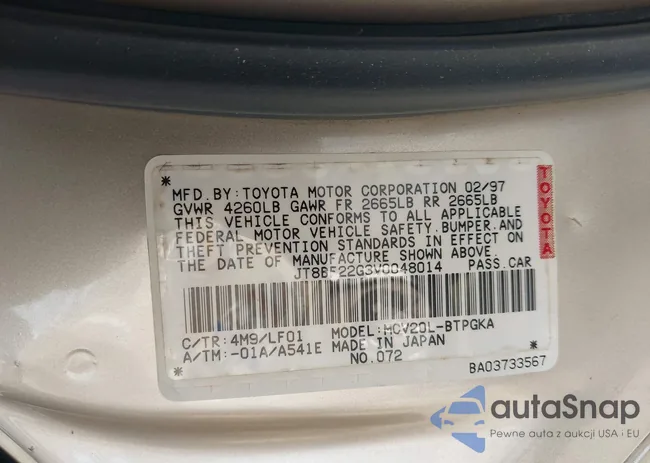 MFD. BY: TOYOTA MOTOR CORPORATION 02/97
GVWR 4260LB GAWR FR 2665LB RR 2665LB
THIS VEHICLE CONFORMS TO ALL APPLICABLE
FEDERAL MOTOR VEHICLE SAFETY, BUMPER, AND
THEFT PREVENTION STANDARDS IN EFFECT ON
THE DATE OF MANUFACTURE SHOWN ABOVE.
JT8BF22G3V0048014 PASS.CAR
TOYOTA
C/TR: 4M9/LF01 MODEL: MCV20L-BTPGKA
A/TM: -01A/A541E MADE IN JAPAN
NO.072
BA03733567
autaSnap
Pewne auta z aukcji USA i EU